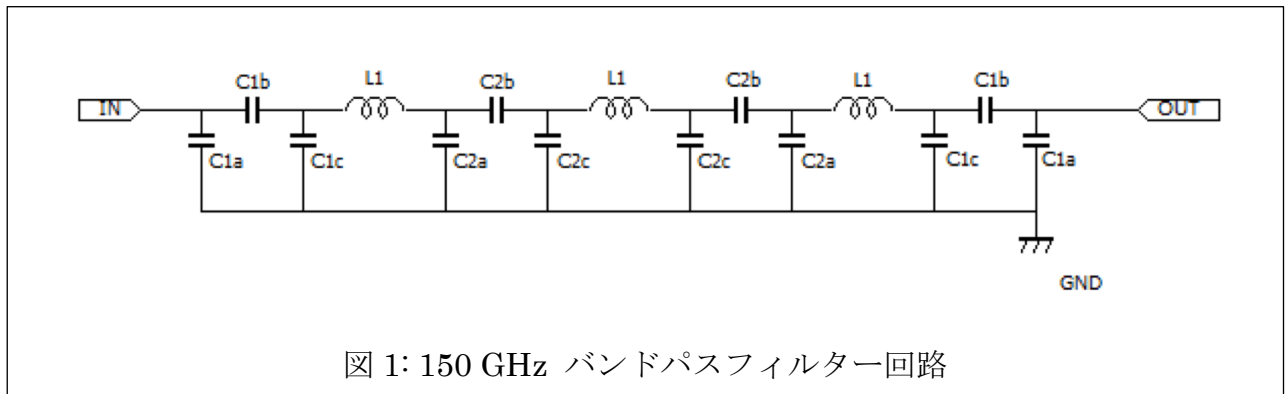 C1b L1 C2b L1 C2b L1 C1b
IN OUT
C1a C1c C2a C2c C2c C2a C1c C1a
GND
図 1: 150 GHz バンドパスフィルター回路